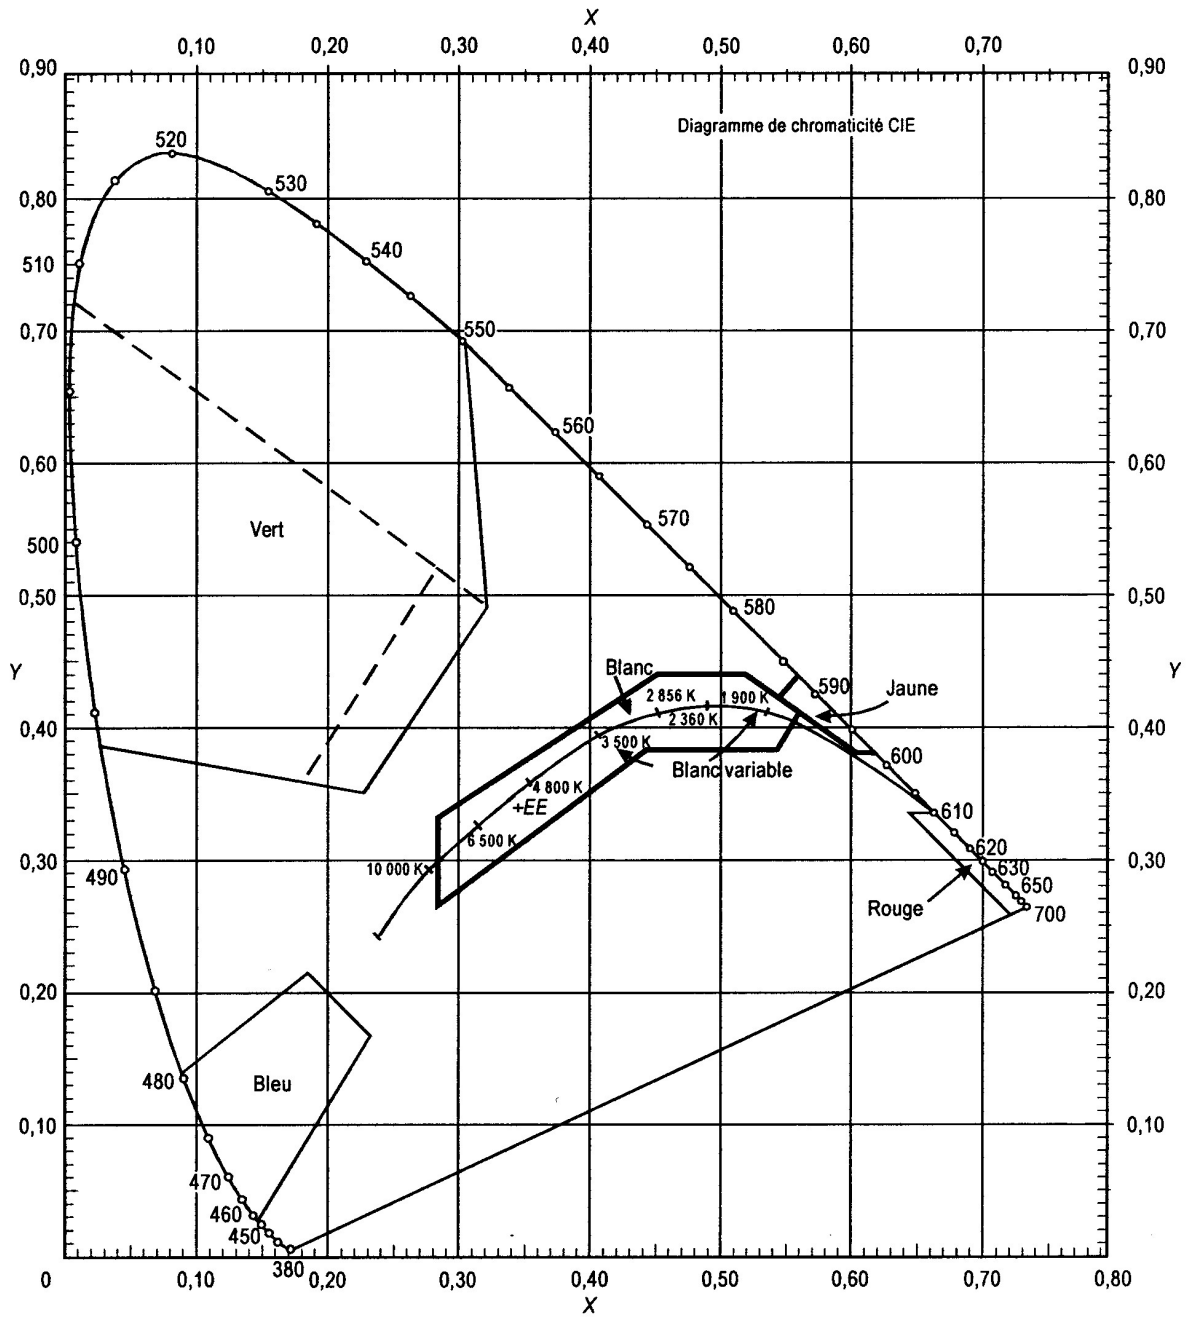 X
0,10 0,20 0,30 0,40 0,50 0,60 0,70
0,90 0,90
Diagramme de chromaticité CIE
520
530
0,80 0,80
540
510
0,70 550 0,70
560
0,60 0,60
570
Vert
500
0,50 580 0,50
Y Y
Blanc
590
Jaune
2 856 K 1 900 K
2 360 K
0,40 0,40
3 500 K
600
Blanc variable
4 800 K
+EE
610
6 500 K
620
0,30 10 000 K 630 0,30
490
650
Rouge
700
0,20 0,20
480 Bleu
0,10 0,10
470
460
450
380
0 0,10 0,20 0,30 0,40 0,50 0,60 0,70 0,80
X